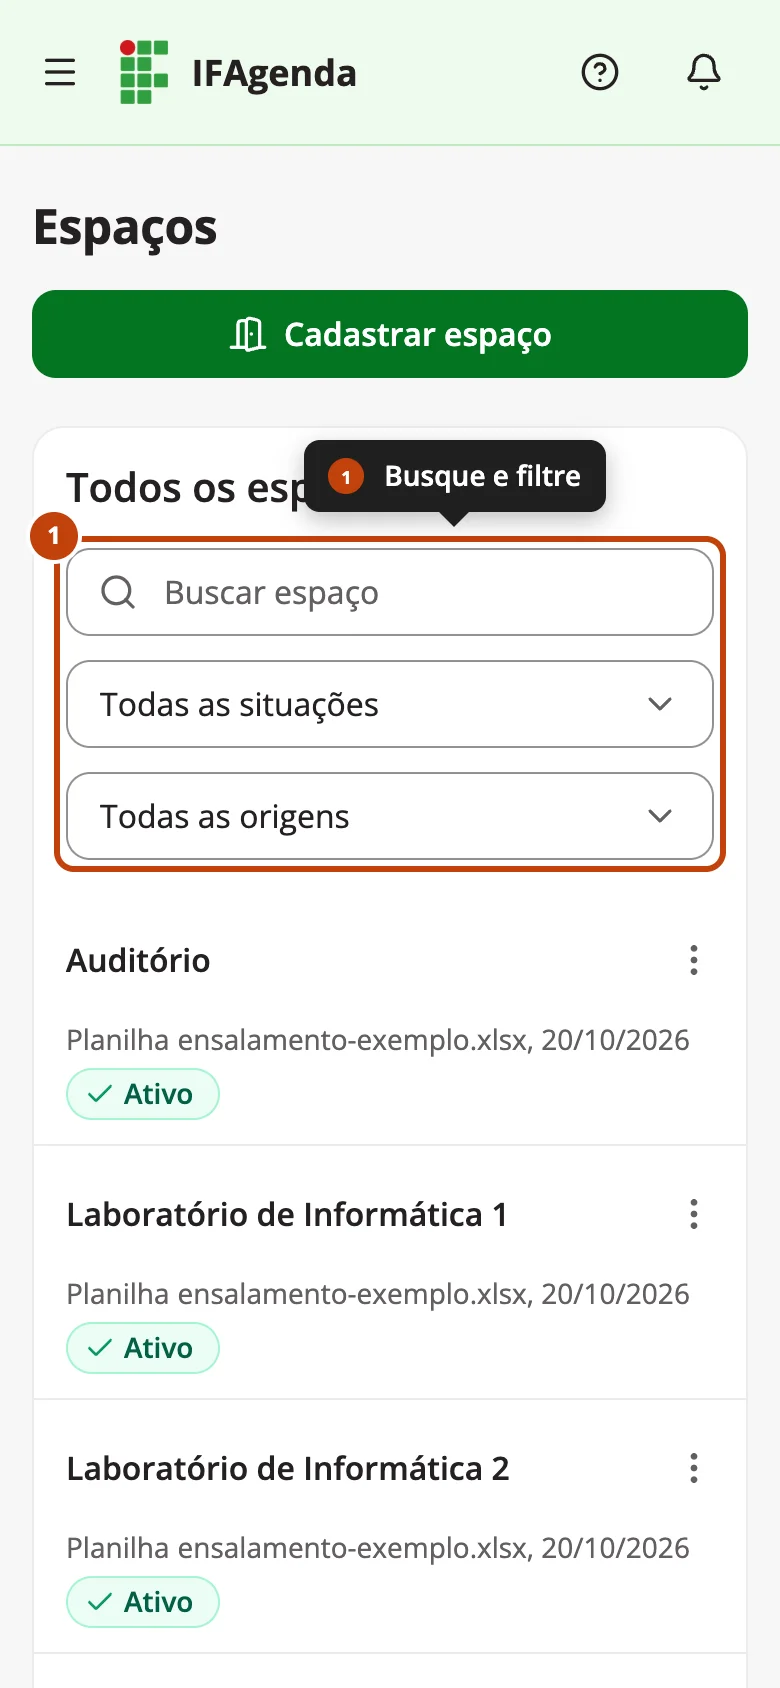 IFAgenda
Espaços
Cadastrar espaço
Todos os esp
1 Busque e filtre
1
Buscar espaço
Todas as situações
Todas as origens
Auditório
Planilha ensalamento-exemplo.xlsx, 20/10/2026
Ativo
Laboratório de Informática 1
Planilha ensalamento-exemplo.xlsx, 20/10/2026
Ativo
Laboratório de Informática 2
Planilha ensalamento-exemplo.xlsx, 20/10/2026
Ativo